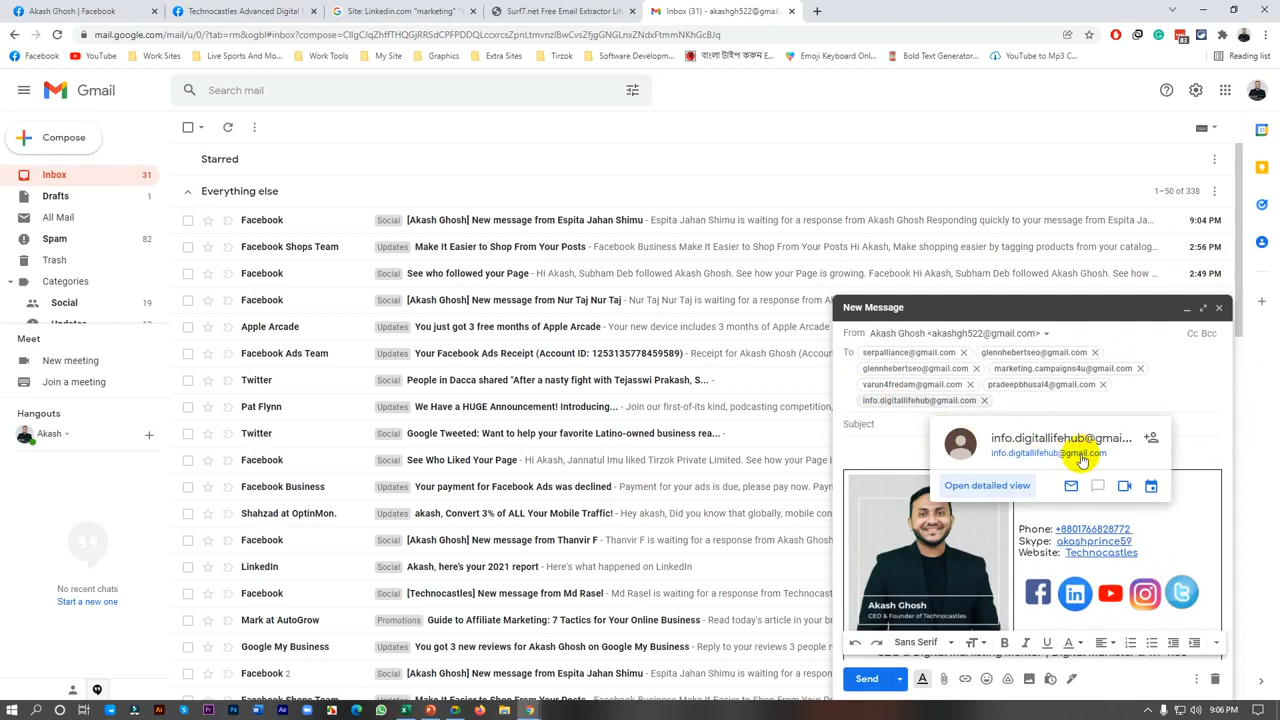 Facebook
(2) Akash Ghosh | Facebook
Technocastles Advanced Digital
Site: Linkedin.com "marketing" "
Surf7.net Free Email Extractor Lite
Inbox (31) - akashgh522@gmail.
mail.google.com/mail/u/0/?tab=rm&ogbl#inbox?compose=
Facebook
YouTube
Work Sites
Live Sports And Mo...
Work Tools
My Site
Graphics
Extra Sites
Tirzok
Software Developm...
বাংলা টাইপ করুন
Emoji Keyboard Onli...
Bold Text Generator...
YouTube to Mp3 C...
Reading list
83
Gmail
Search mail
Compose
Inbox 31
Drafts 1
All Mail
Spam 82
Trash
Categories
Social 19
Updates
Meet
New meeting
Join a meeting
Hangouts
Akash
No recent chats
Start a new one
Starred
Everything else
1–50 of 338
Facebook Social [Akash Ghosh] New message from Espita Jahan Shimu - Espita Jahan Shimu is waiting for a response from Akash Ghosh Responding quickly to your message from Espita Ja... 9:04 PM
Facebook Shops Team Updates Make It Easier to Shop From Your Posts - Facebook Business Make It Easier to Shop From Your Posts Hi Akash, Make shopping easier by tagging products from your catalog... 2:56 PM
Facebook Social See who followed your Page - Hi Akash, Subham Deb followed Akash Ghosh. See how your Page is growing. Facebook Hi Akash, Subham Deb followed Akash Ghosh. See how ... 2:49 PM
Facebook Social [Akash Ghosh] New message from Nur Taj Nur Taj - Nur Taj Nur Taj is waiting for a response from A
Apple Arcade Updates You just got 3 free months of Apple Arcade - Your new device includes 3 months of Apple Ar
Facebook Ads Team Updates Your Facebook Ads Receipt (Account ID: 1253135778459589) - Receipt for Akash Ghosh (Acc
Twitter Social People in Dacca shared "After a nasty fight with Tejasswi Prakash, S... -
Pat Flynn Updates We Have a HUGE Announcement! Introducing... - Join our first-of-its kind, podcasting competition,
Twitter Social Google Tweeted: Want to help your favorite Latino-owned business rea... -
Facebook Social See Who Liked Your Page - Hi Akash, Jannatul Imu liked Tirzok Private Limited. See how your Page
Facebook Business Updates Your Payment for Facebook Ads was declined - Payment for your ads is due, please pay now.
Shahzad at OptinMon. Updates akash, Convert 3% of ALL Your Mobile Traffic! - Hey akash, Did you know that globally, mobile con
Facebook Social [Akash Ghosh] New message from Thanvir F - Thanvir F is waiting for a response from Akash Ghosh
LinkedIn Social Akash, here's your 2021 report - Here's what happened on LinkedIn
Facebook Social [Technocastles] New message from Md Rasel - Md Rasel is waiting for a response from Technocas
Mark D AutoGrow Promotions Guide to Affiliate Marketing: 7 Tactics for Your Online Business - Read today's article in your br
Google My Business Updates You got 3 new reviews for Akash Ghosh on Google My Business - Your latest reviews 3 people
Facebook 2 Social [Akash Ghosh] New message from Espita Jahan Shimu - Espita Jahan Shimu is waiting for a respo
New Message
From Akash Ghosh <akashgh522@gmail.com>
Cc Bcc
To serpalliance@gmail.com glennhebertseo@gmail.com
glennhebertseo@gmail.com marketing.campaigns4u@gmail.com
varun4fredam@gmail.com pradeepbhusal4@gmail.com
info.digitallifehub@gmail.com
Subject
info.digitallifehub@gmai...
info.digitallifehub@gmail.com
Open detailed view
Phone: +8801766828772
Skype: akashprince59
Website: Technocastles
Akash Ghosh
CEO & Founder of Technocastles
Sans Serif
Send
9:06 PM